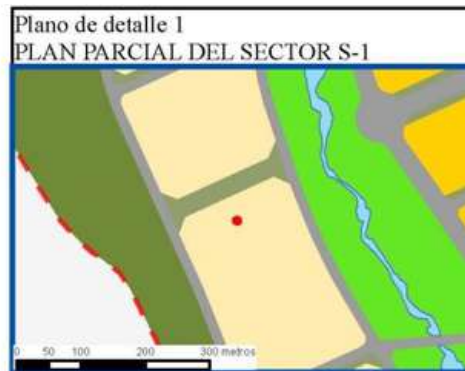 Plano de detalle 1
PLAN PARCIAL DEL SECTOR S-1
0 50 100 200 300 metros